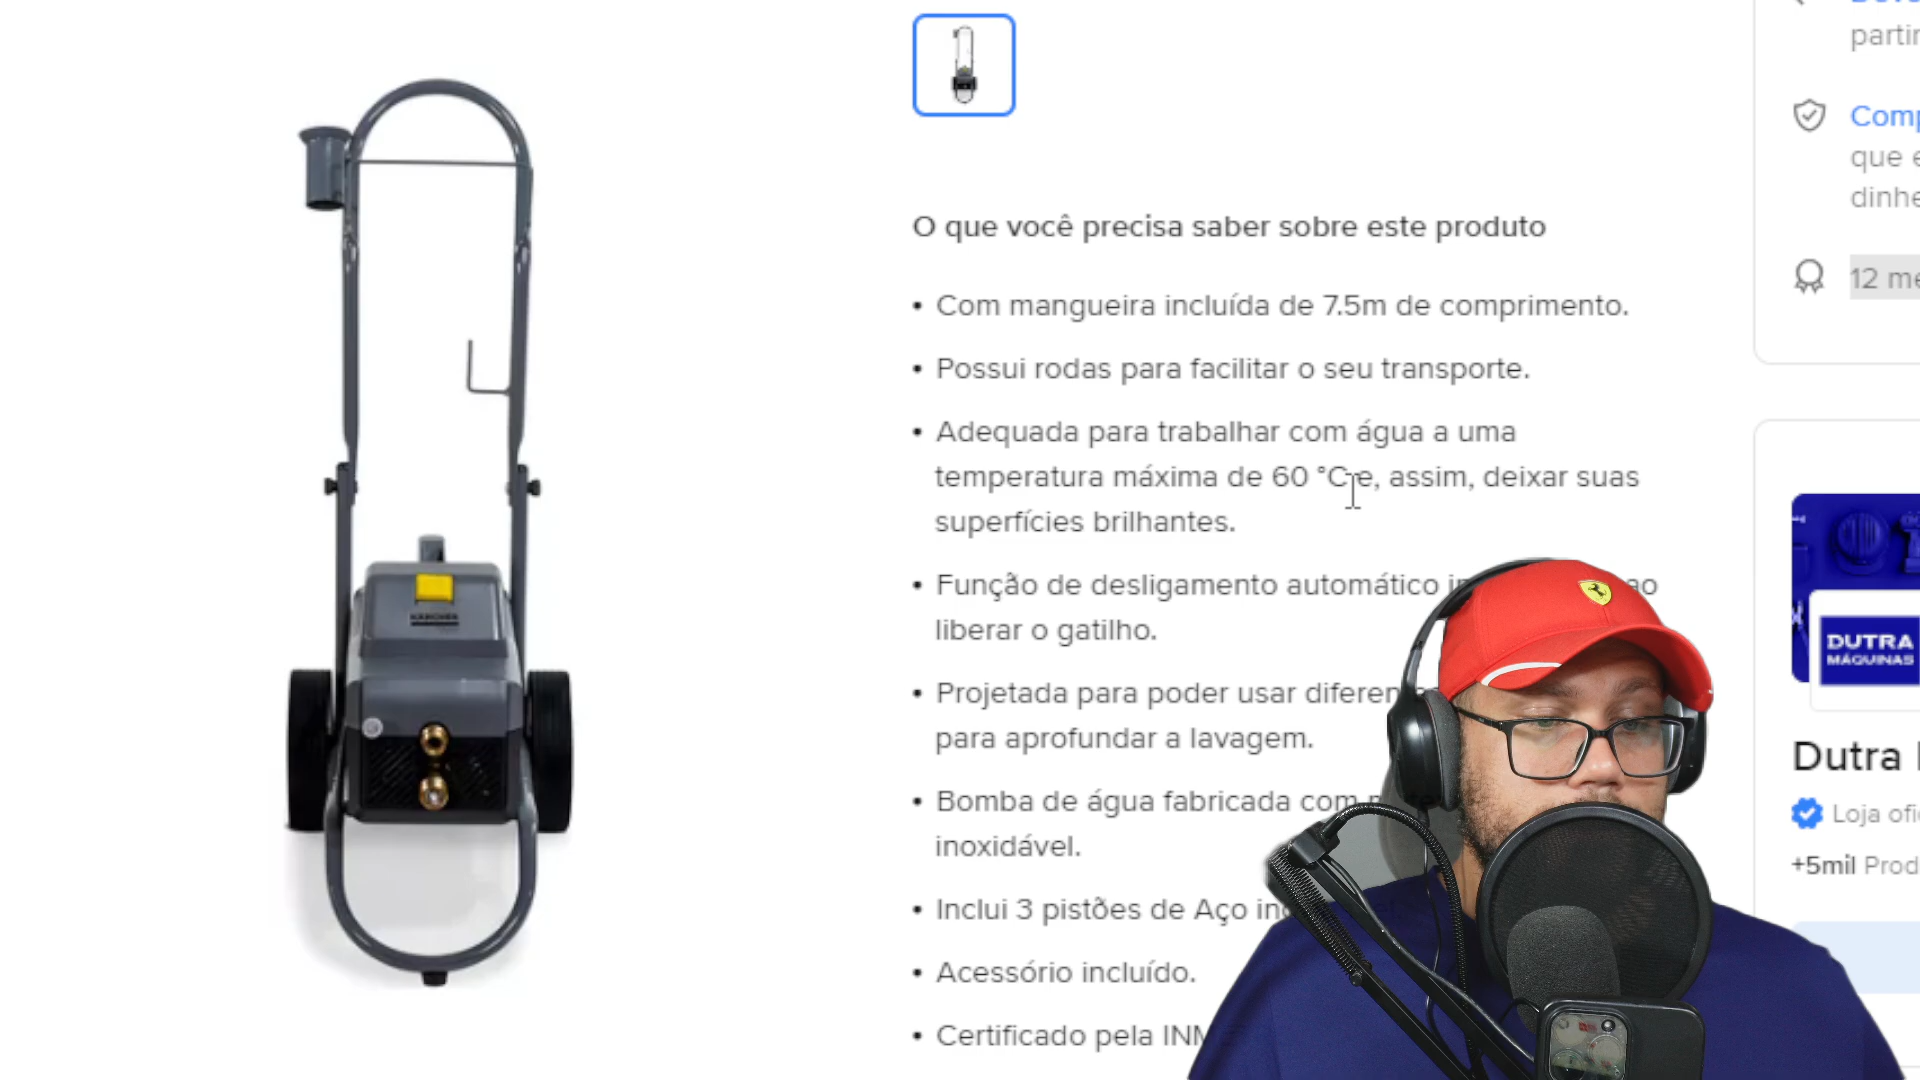 partir
Comp
que e
dinhe
12 me
O que você precisa saber sobre este produto
• Com mangueira incluída de 7.5m de comprimento.
• Possui rodas para facilitar o seu transporte.
• Adequada para trabalhar com água a uma
temperatura máxima de 60 °C e, assim, deixar suas
superfícies brilhantes.
• Função de desligamento automático ao
liberar o gatilho.
• Projetada para poder usar diferen
para aprofundar a lavagem.
• Bomba de água fabricada com
inoxidável.
• Inclui 3 pistões de Aço ino
• Acessório incluído.
• Certificado pela INM
KÄRCHER
DUTRA
MÁQUINAS
Dutra
Loja ofi
+5mil Prod